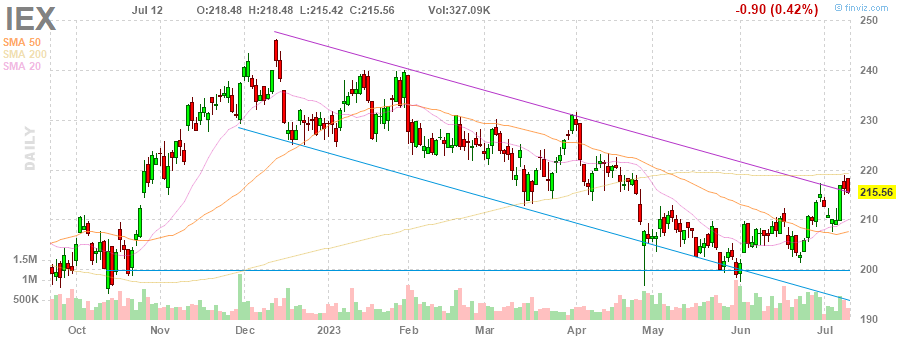 IEX Jul 12 O:218.48 H:218.48 L:215.42 C:215.56 Vol:327.09K -0.90 (0.42%) © finviz.com
SMA 50
SMA 200
SMA 20
DAILY
250
240
230
220
215.56
210
200
190
1.5M
1M
500K
Oct Nov Dec 2023 Feb Mar Apr May Jun Jul